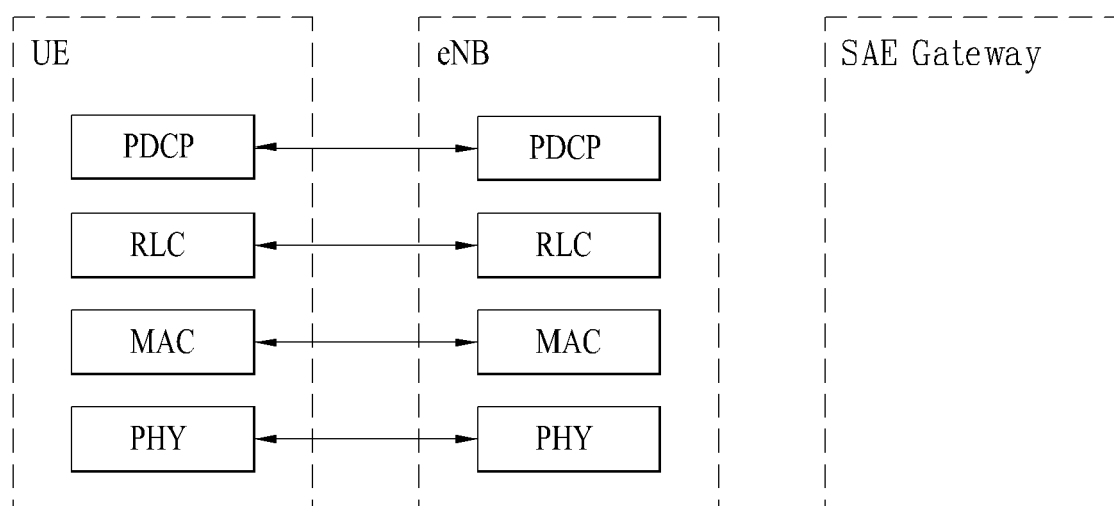 UE eNB SAE Gateway
PDCP PDCP
RLC RLC
MAC MAC
PHY PHY